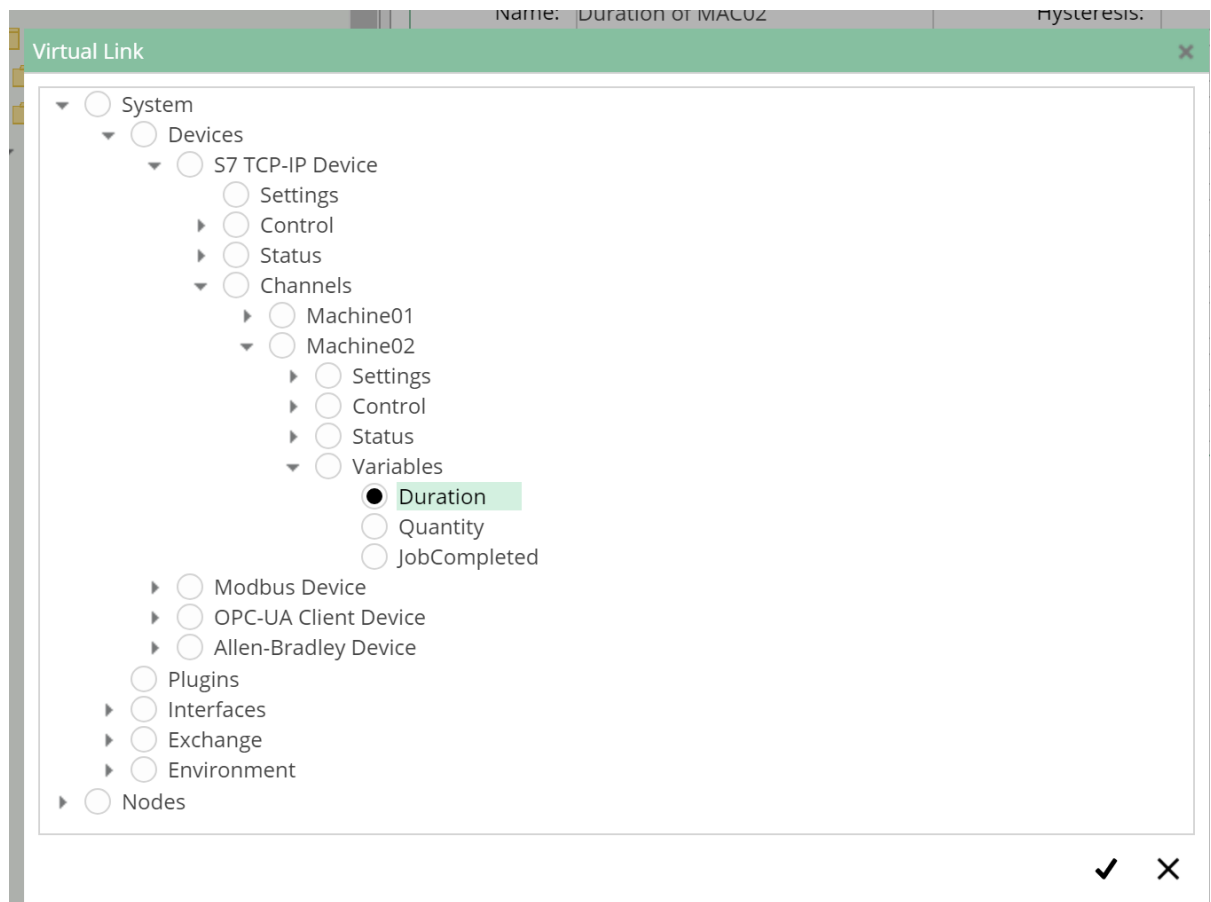 Name: Duration of MAC02 Hysteresis:
Virtual Link
System
Devices
S7 TCP-IP Device
Settings
Control
Status
Channels
Machine01
Machine02
Settings
Control
Status
Variables
Duration
Quantity
JobCompleted
Modbus Device
OPC-UA Client Device
Allen-Bradley Device
Plugins
Interfaces
Exchange
Environment
Nodes